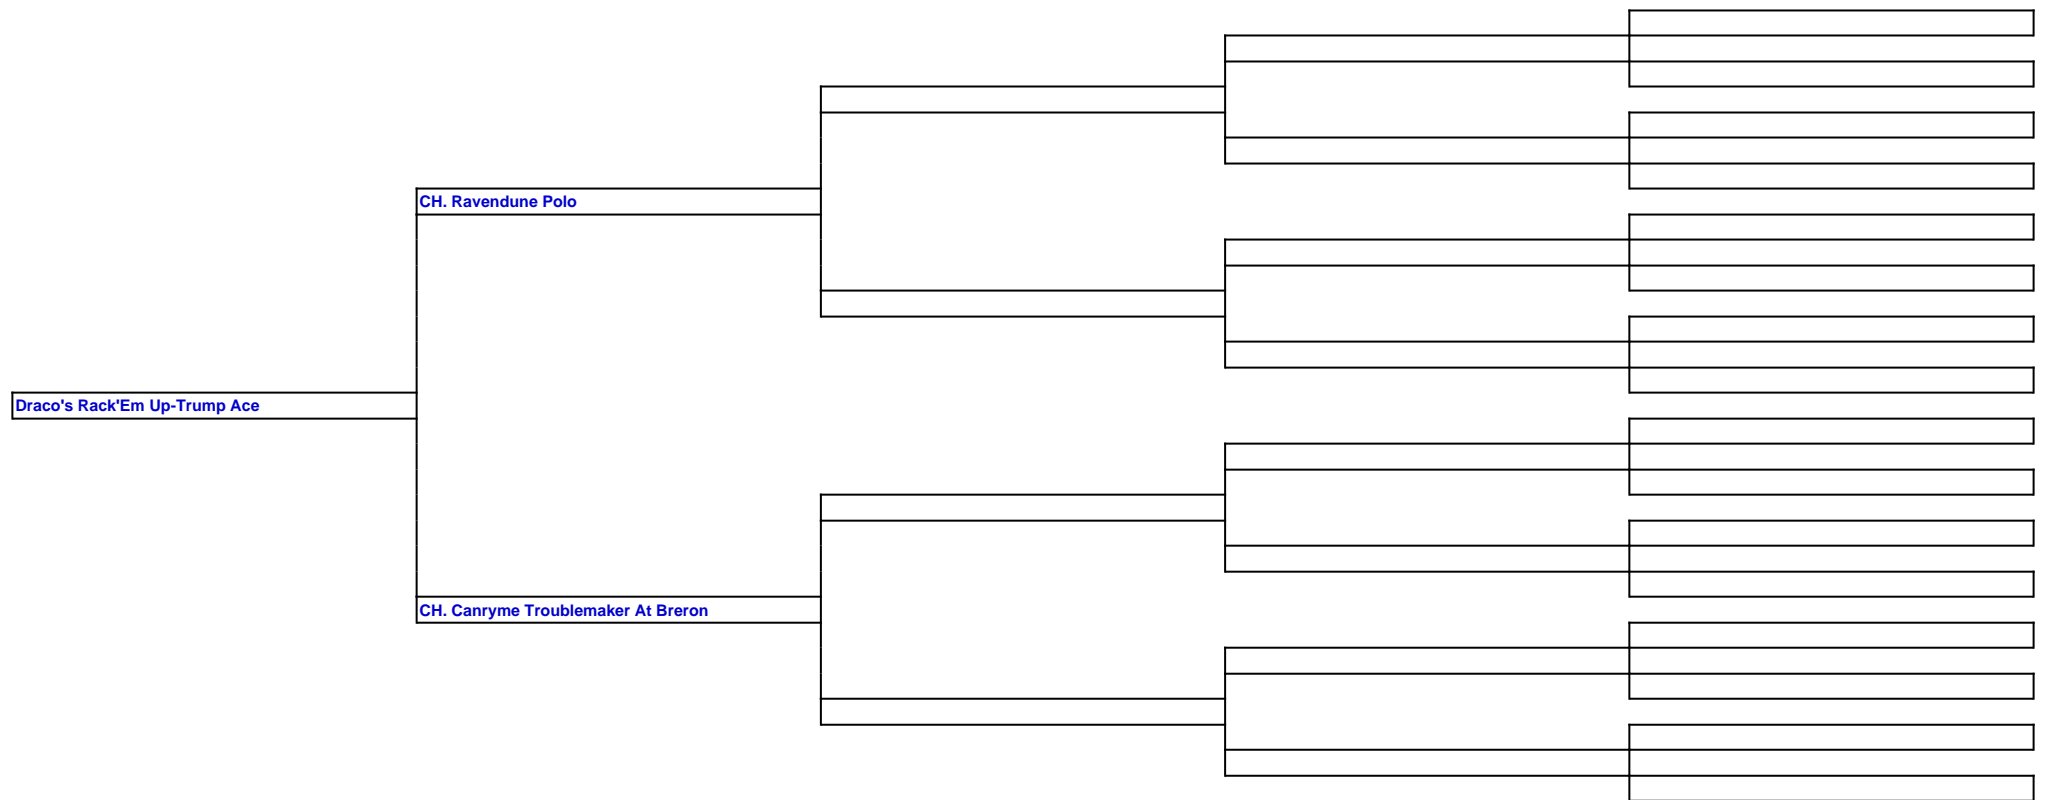 CH. Ravendune Polo
Draco's Rack'Em Up-Trump Ace
CH. Canryme Troublemaker At Breron